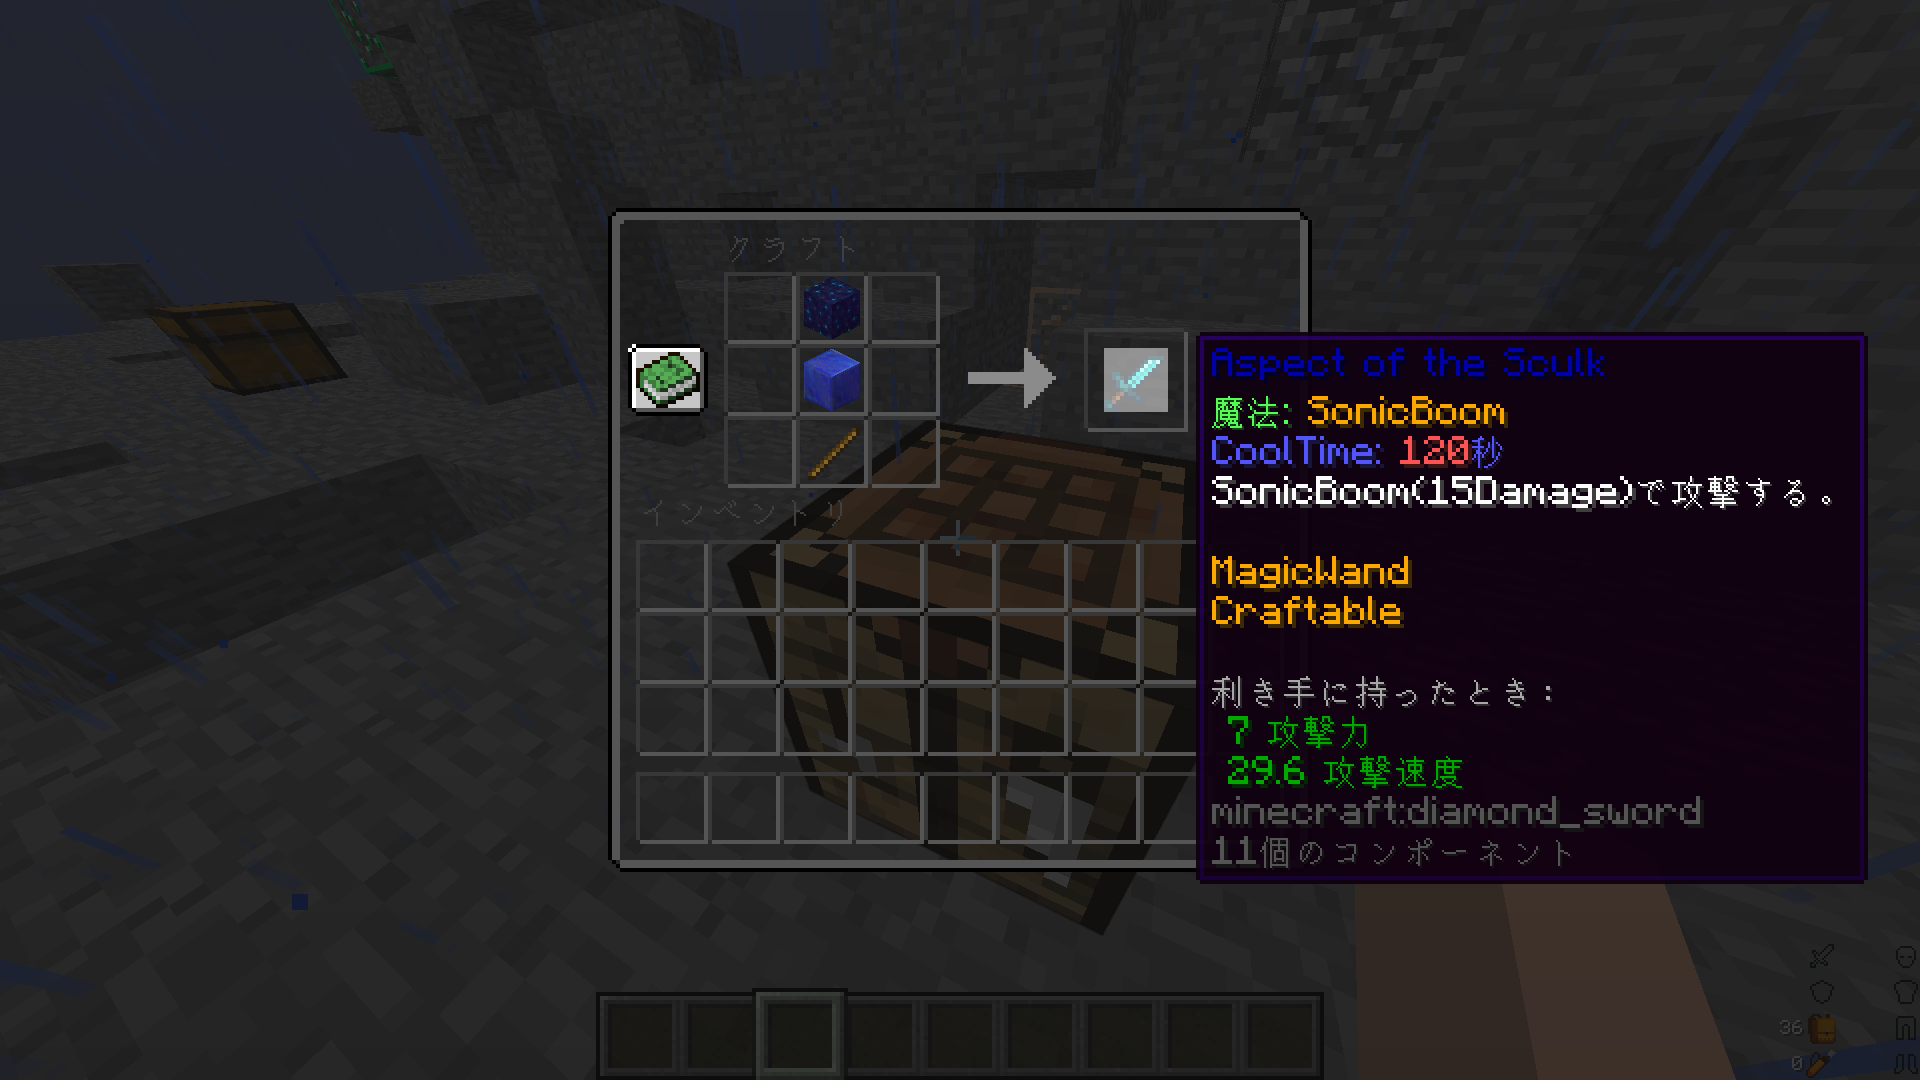 クラフト
インベントリ
Aspect of the Sculk
魔法: SonicBoom
CoolTime: 120秒
SonicBoom(15Damage)で攻撃する。
MagicWand
Craftable
利き手に持ったとき：
7 攻撃力
29.6 攻撃速度
minecraft:diamond_sword
11個のコンポーネント
36
0